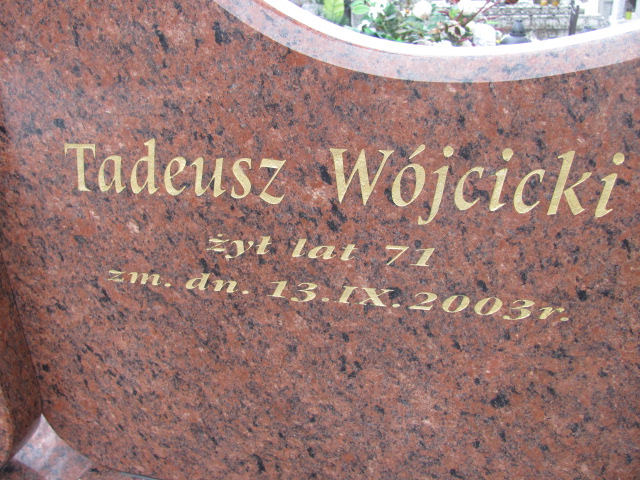 Tadeusz Wójcicki
żył lat 71
zm. dn. 13.IX.2003r.